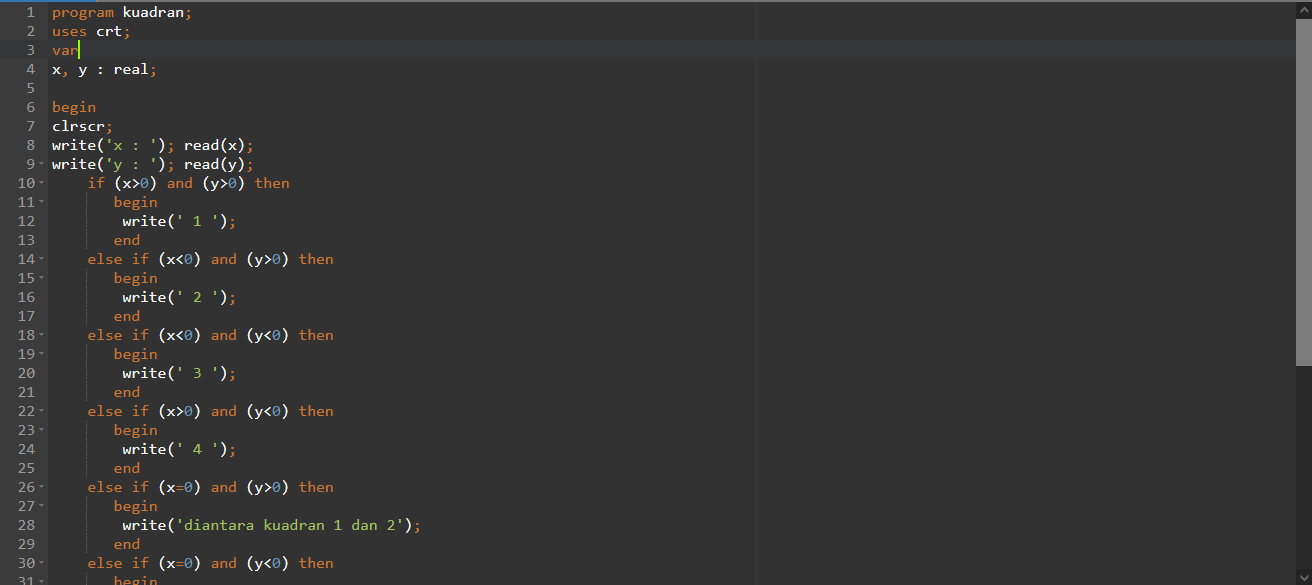 1 program kuadran;
2 uses crt;
3 var
4 x, y : real;
5
6 begin
7 clrscr;
8 write('x : '); read(x);
9 write('y : '); read(y);
10 if (x>0) and (y>0) then
11 begin
12 write(' 1 ');
13 end
14 else if (x<0) and (y>0) then
15 begin
16 write(' 2 ');
17 end
18 else if (x<0) and (y<0) then
19 begin
20 write(' 3 ');
21 end
22 else if (x>0) and (y<0) then
23 begin
24 write(' 4 ');
25 end
26 else if (x=0) and (y>0) then
27 begin
28 write('diantara kuadran 1 dan 2');
29 end
30 else if (x=0) and (y<0) then
31 begin